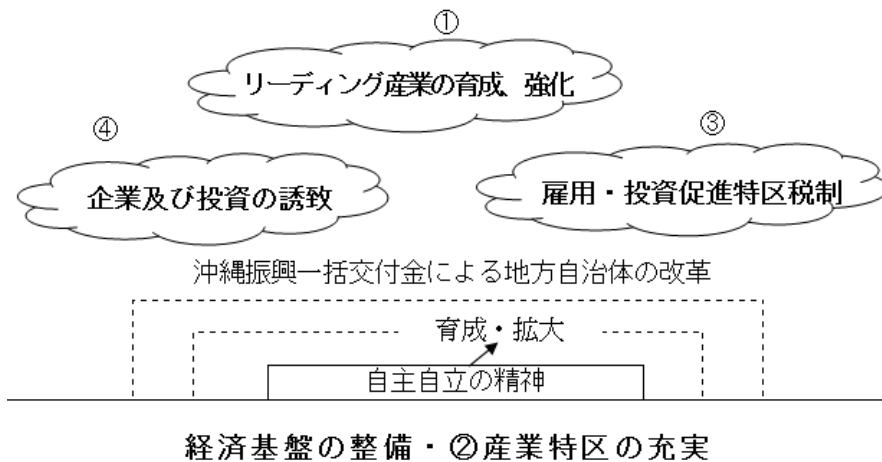 ①
リーディング産業の育成、強化
④
③
企業及び投資の誘致
雇用・投資促進特区税制
沖縄振興一括交付金による地方自治体の改革
育成・拡大
自主自立の精神
経済基盤の整備・②産業特区の充実